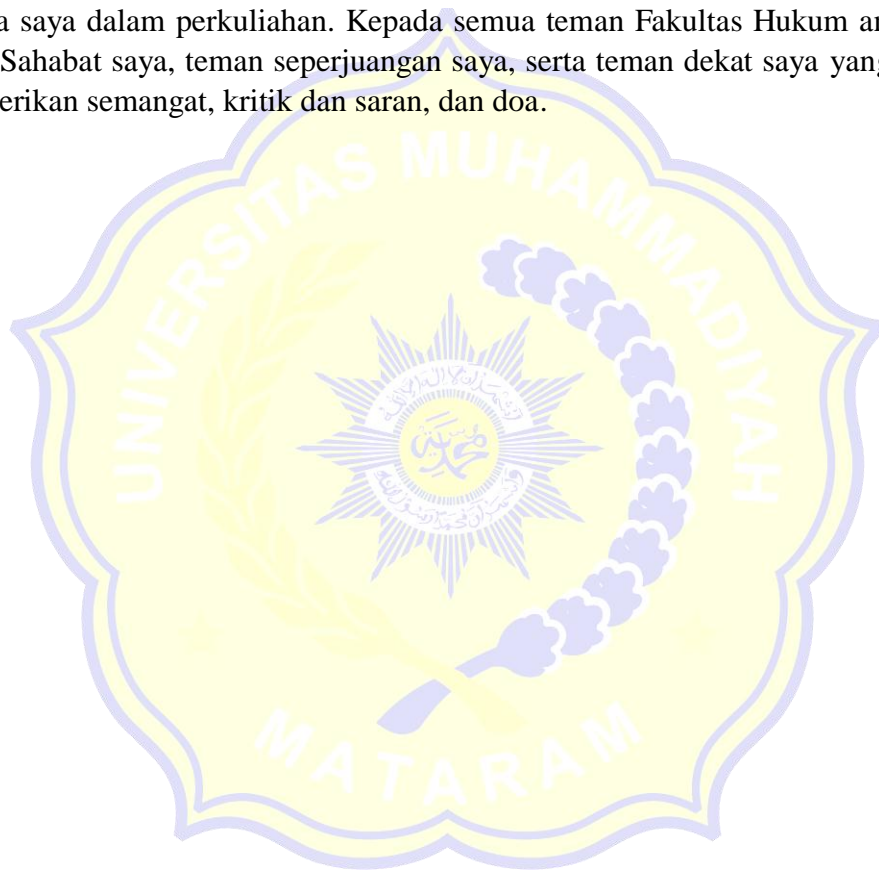 a saya dalam perkuliahan. Kepada semua teman Fakultas Hukum
Sahabat saya, teman seperjuangan saya, serta teman dekat saya yang
erikan semangat, kritik dan saran, dan doa.
UNIVERSITAS MUHAMMADIYAH
MATARAM